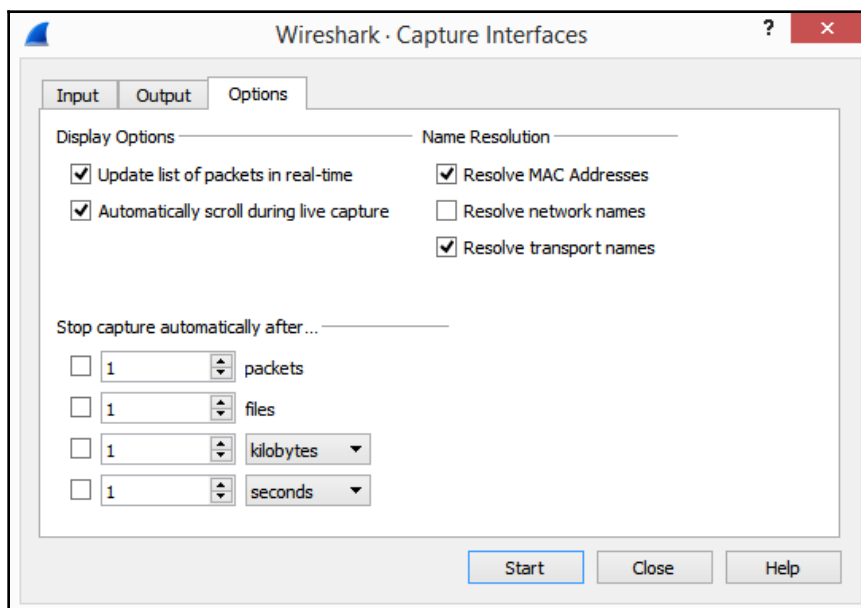 Wireshark · Capture Interfaces
?
Input
Output
Options
Display Options
Update list of packets in real-time
Automatically scroll during live capture
Name Resolution
Resolve MAC Addresses
Resolve network names
Resolve transport names
Stop capture automatically after...
1 packets
1 files
1 kilobytes
1 seconds
Start
Close
Help